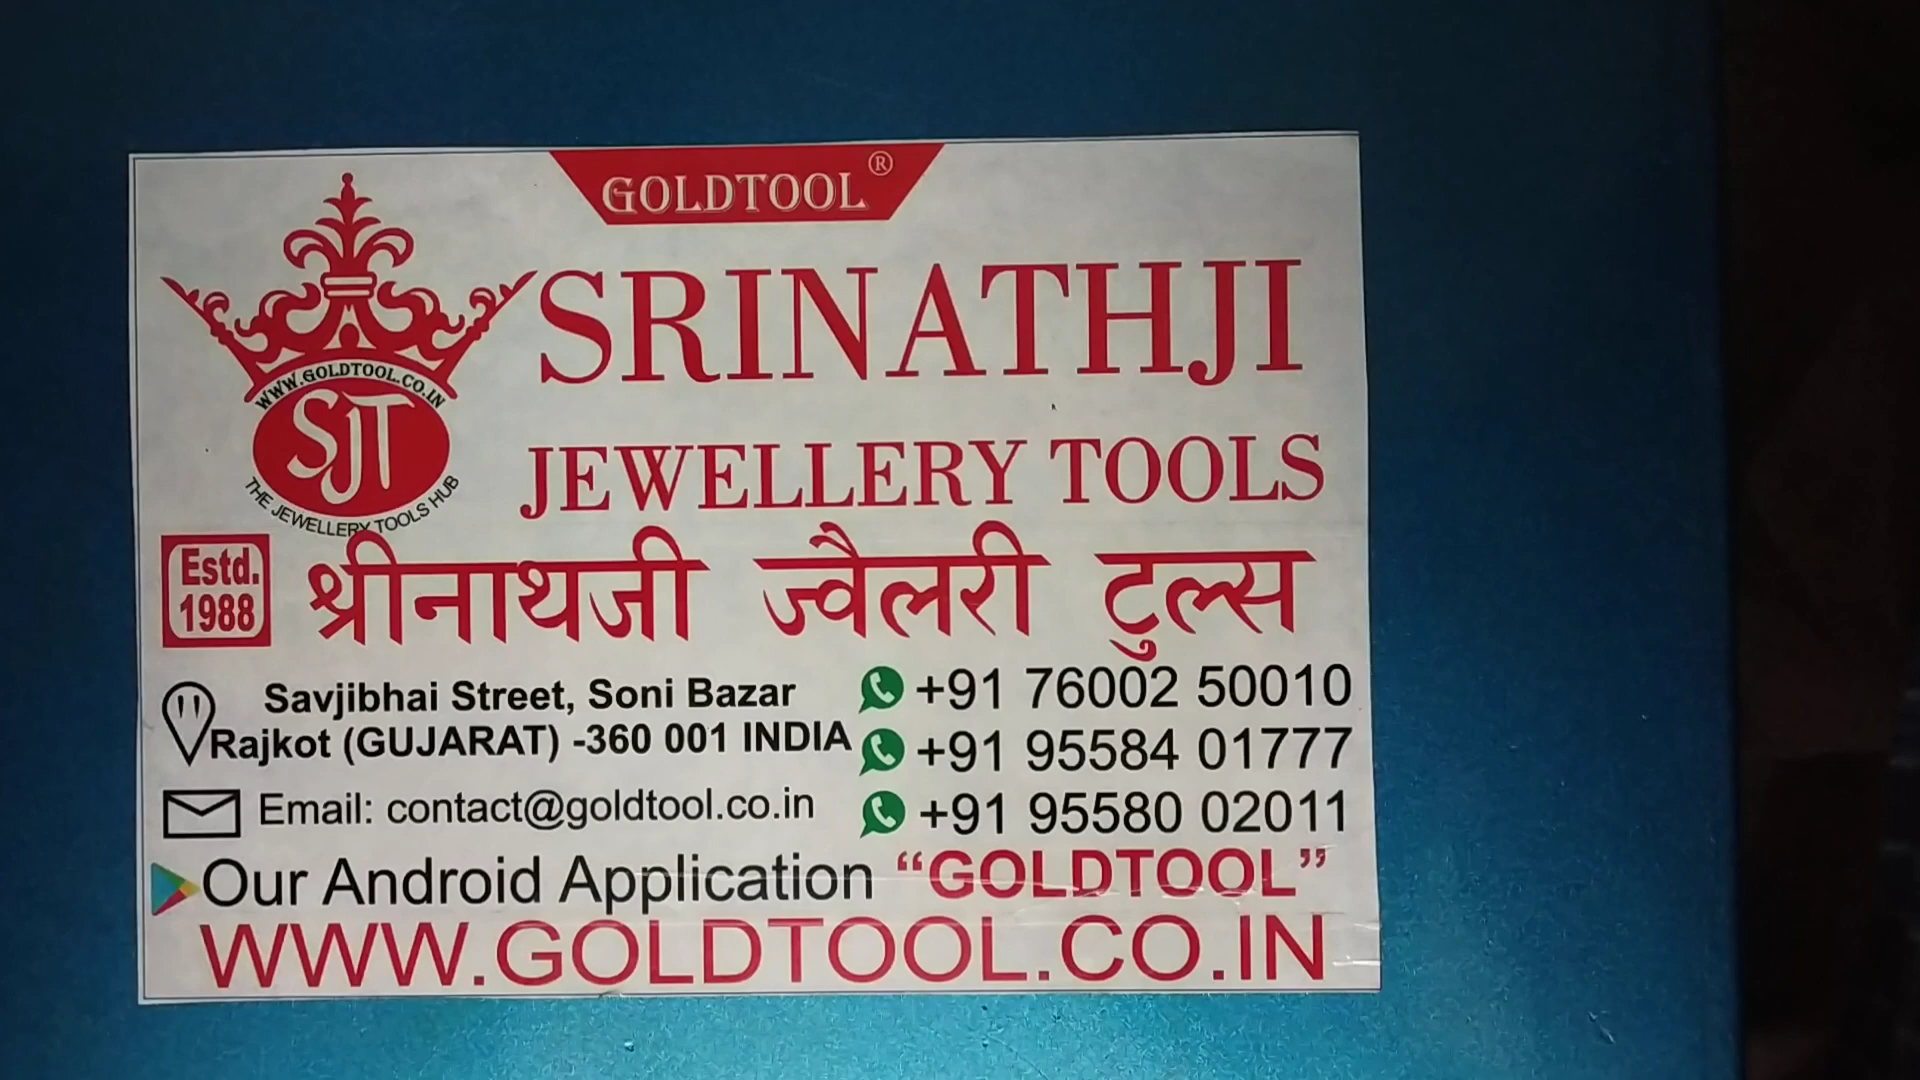 GOLDTOOL®
SRINATHJI
JEWELLERY TOOLS
WWW.GOLDTOOL.CO.IN
SJT
THE JEWELLERY TOOLS HUB
Estd.
1988
श्रीनाथजी ज्वैलरी टुल्स
Savjibhai Street, Soni Bazar
Rajkot (GUJARAT) -360 001 INDIA
+91 76002 50010
+91 95584 01777
+91 95580 02011
Email: contact@goldtool.co.in
Our Android Application “GOLDTOOL”
WWW.GOLDTOOL.CO.IN